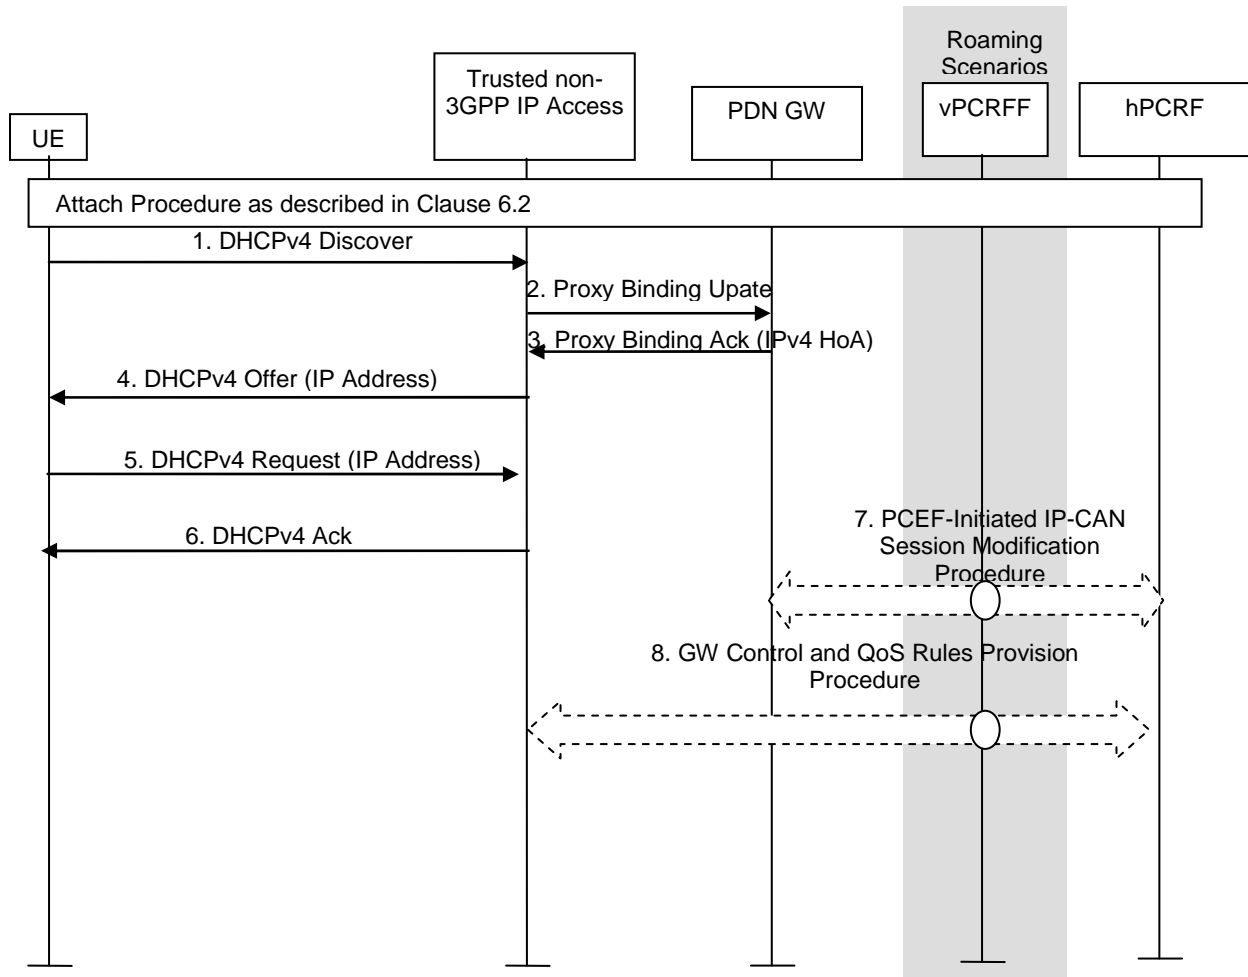 Roaming
Scenarios
Trusted non-
3GPP IP Access
PDN GW
vPCRFF
hPCRF
UE
Attach Procedure as described in Clause 6.2
1. DHCPv4 Discover
2. Proxy Binding Upate
3. Proxy Binding Ack (IPv4 HoA)
4. DHCPv4 Offer (IP Address)
5. DHCPv4 Request (IP Address)
6. DHCPv4 Ack
7. PCEF-Initiated IP-CAN
Session Modification
Procedure
8. GW Control and QoS Rules Provision
Procedure